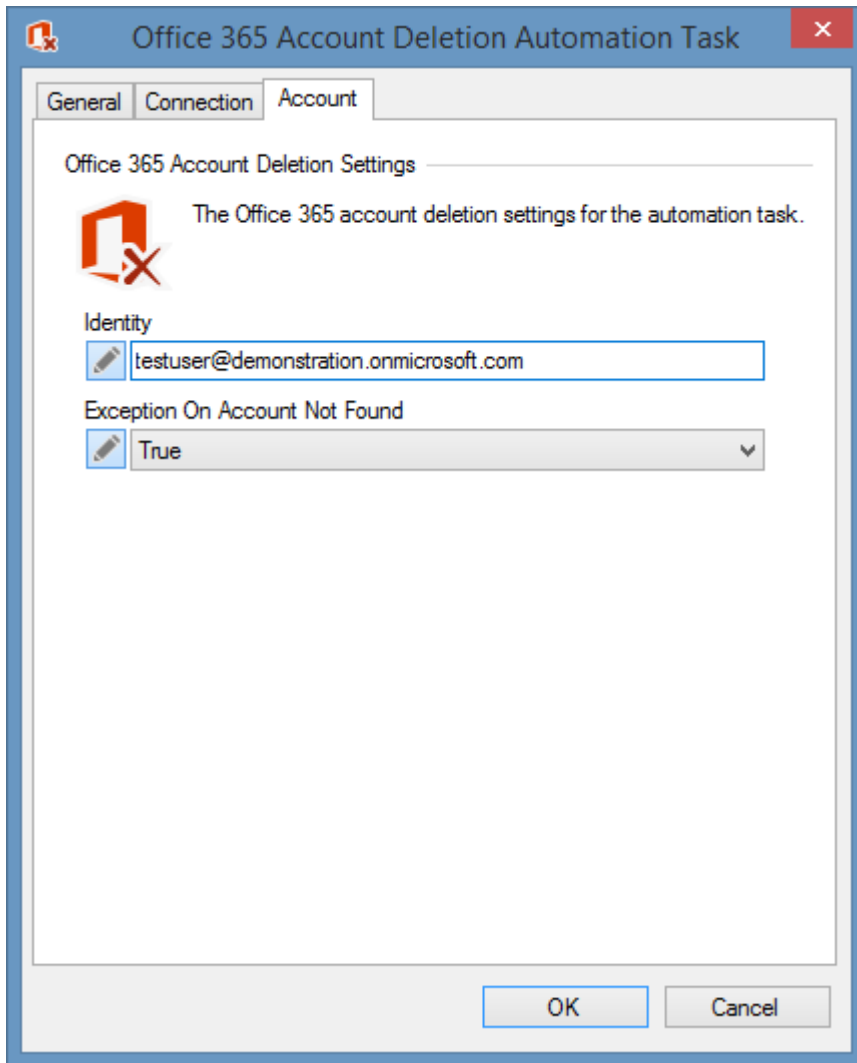 Office 365 Account Deletion Automation Task
General Connection Account
Office 365 Account Deletion Settings
The Office 365 account deletion settings for the automation task.
Identity
testuser@demonstration.onmicrosoft.com
Exception On Account Not Found
True
OK Cancel